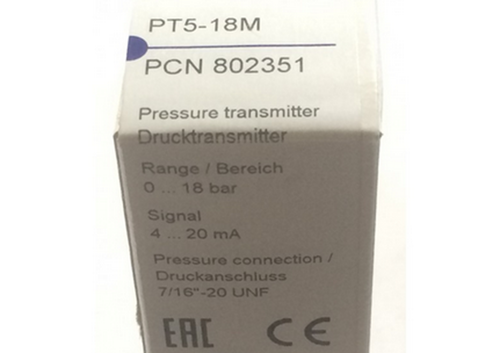 PT5-18M
PCN 802351
Pressure transmitter
Drucktransmitter
Range / Bereich
0 ... 18 bar
Signal
4 ... 20 mA
Pressure connection /
Druckanschluss
7/16"-20 UNF
EAC CE